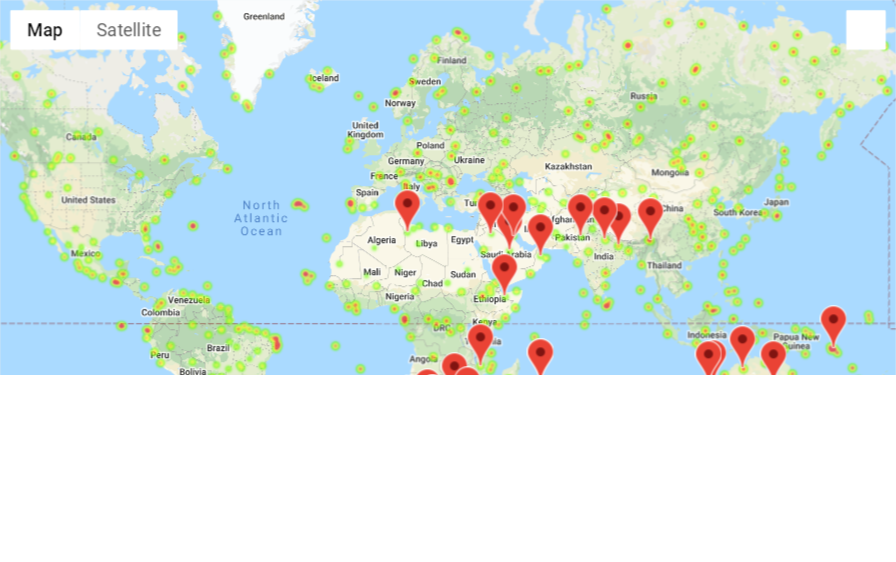 Map
Satellite
Greenland
Iceland
Finland
Sweden
Norway
Russia
Canada
United
Kingdom
Poland
Germany
Ukraine
France
Kazakhstan
Mongolia
Italy
Spain
United States
North
Atlantic
Ocean
China
South Korea
Japan
Algeria
Libya
Egypt
Pakistan
Mexico
Saudi Arabia
India
Thailand
Mali
Niger
Sudan
Chad
Venezuela
Nigeria
Ethiopia
Colombia
Kenya
DRC
Indonesia
Papua New
Guinea
Brazil
Peru
Angola
Bolivia